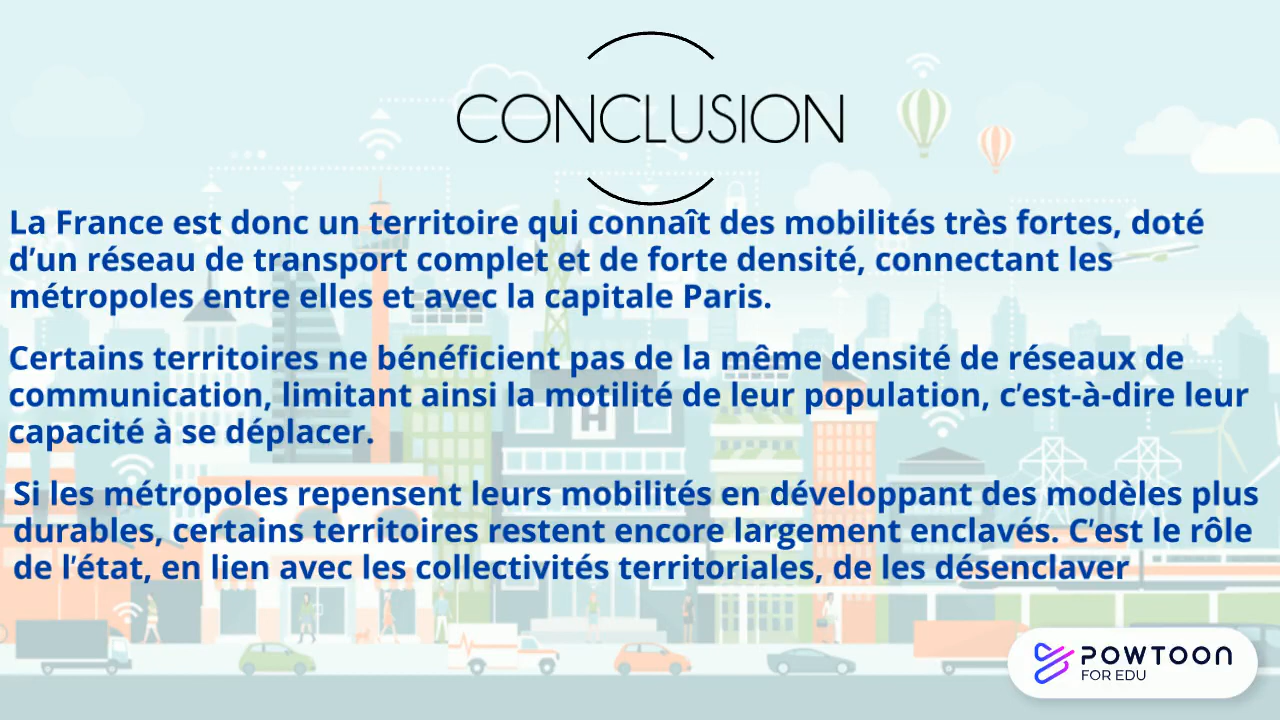 CONCLUSION
La France est donc un territoire qui connaît des mobilités très fortes, doté
d’un réseau de transport complet et de forte densité, connectant les
métropoles entre elles et avec la capitale Paris.
Certains territoires ne bénéficient pas de la même densité de réseaux de
communication, limitant ainsi la motilité de leur population, c’est-à-dire leur
capacité à se déplacer.
Si les métropoles repensent leurs mobilités en développant des modèles plus
durables, certains territoires restent encore largement enclavés. C’est le rôle
de l’état, en lien avec les collectivités territoriales, de les désenclaver
H
POWTOON
FOR EDU